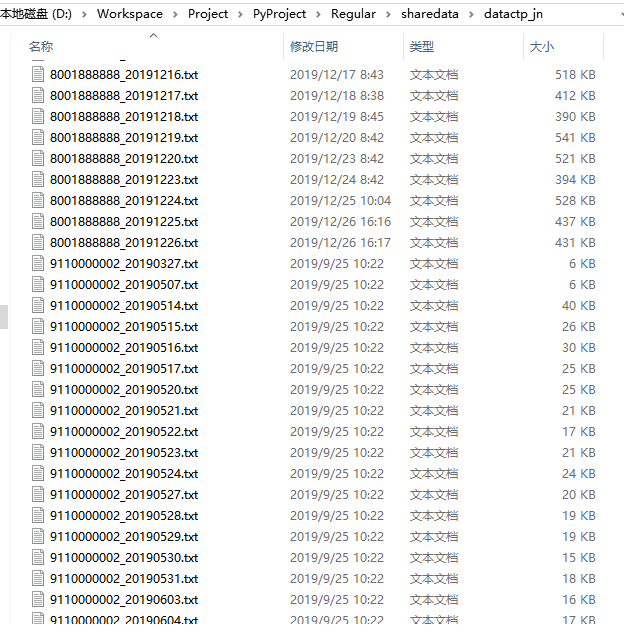 本地磁盘 (D:) > Workspace > Project > PyProject > Regular > sharedata > datactp_jn
名称 修改日期 类型 大小
8001888888_20191216.txt 2019/12/17 8:43 文本文档 518 KB
8001888888_20191217.txt 2019/12/18 8:38 文本文档 412 KB
8001888888_20191218.txt 2019/12/19 8:45 文本文档 390 KB
8001888888_20191219.txt 2019/12/20 8:42 文本文档 541 KB
8001888888_20191220.txt 2019/12/23 8:42 文本文档 521 KB
8001888888_20191223.txt 2019/12/24 8:42 文本文档 394 KB
8001888888_20191224.txt 2019/12/25 10:04 文本文档 528 KB
8001888888_20191225.txt 2019/12/26 16:16 文本文档 437 KB
8001888888_20191226.txt 2019/12/26 16:17 文本文档 431 KB
9110000002_20190327.txt 2019/9/25 10:22 文本文档 6 KB
9110000002_20190507.txt 2019/9/25 10:22 文本文档 6 KB
9110000002_20190514.txt 2019/9/25 10:22 文本文档 40 KB
9110000002_20190515.txt 2019/9/25 10:22 文本文档 26 KB
9110000002_20190516.txt 2019/9/25 10:22 文本文档 30 KB
9110000002_20190517.txt 2019/9/25 10:22 文本文档 25 KB
9110000002_20190520.txt 2019/9/25 10:22 文本文档 25 KB
9110000002_20190521.txt 2019/9/25 10:22 文本文档 21 KB
9110000002_20190522.txt 2019/9/25 10:22 文本文档 17 KB
9110000002_20190523.txt 2019/9/25 10:22 文本文档 21 KB
9110000002_20190524.txt 2019/9/25 10:22 文本文档 24 KB
9110000002_20190527.txt 2019/9/25 10:22 文本文档 20 KB
9110000002_20190528.txt 2019/9/25 10:22 文本文档 19 KB
9110000002_20190529.txt 2019/9/25 10:22 文本文档 19 KB
9110000002_20190530.txt 2019/9/25 10:22 文本文档 15 KB
9110000002_20190531.txt 2019/9/25 10:22 文本文档 18 KB
9110000002_20190603.txt 2019/9/25 10:22 文本文档 16 KB
9110000002_20190604.txt 2019/9/25 10:22 文本文档 17 KB